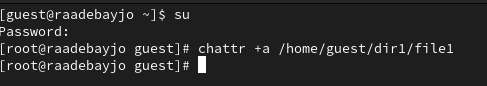 [guest@raadebayjo ~]$ su
Password:
[root@raadebayjo guest]# chattr +a /home/guest/dir1/file1
[root@raadebayjo guest]#